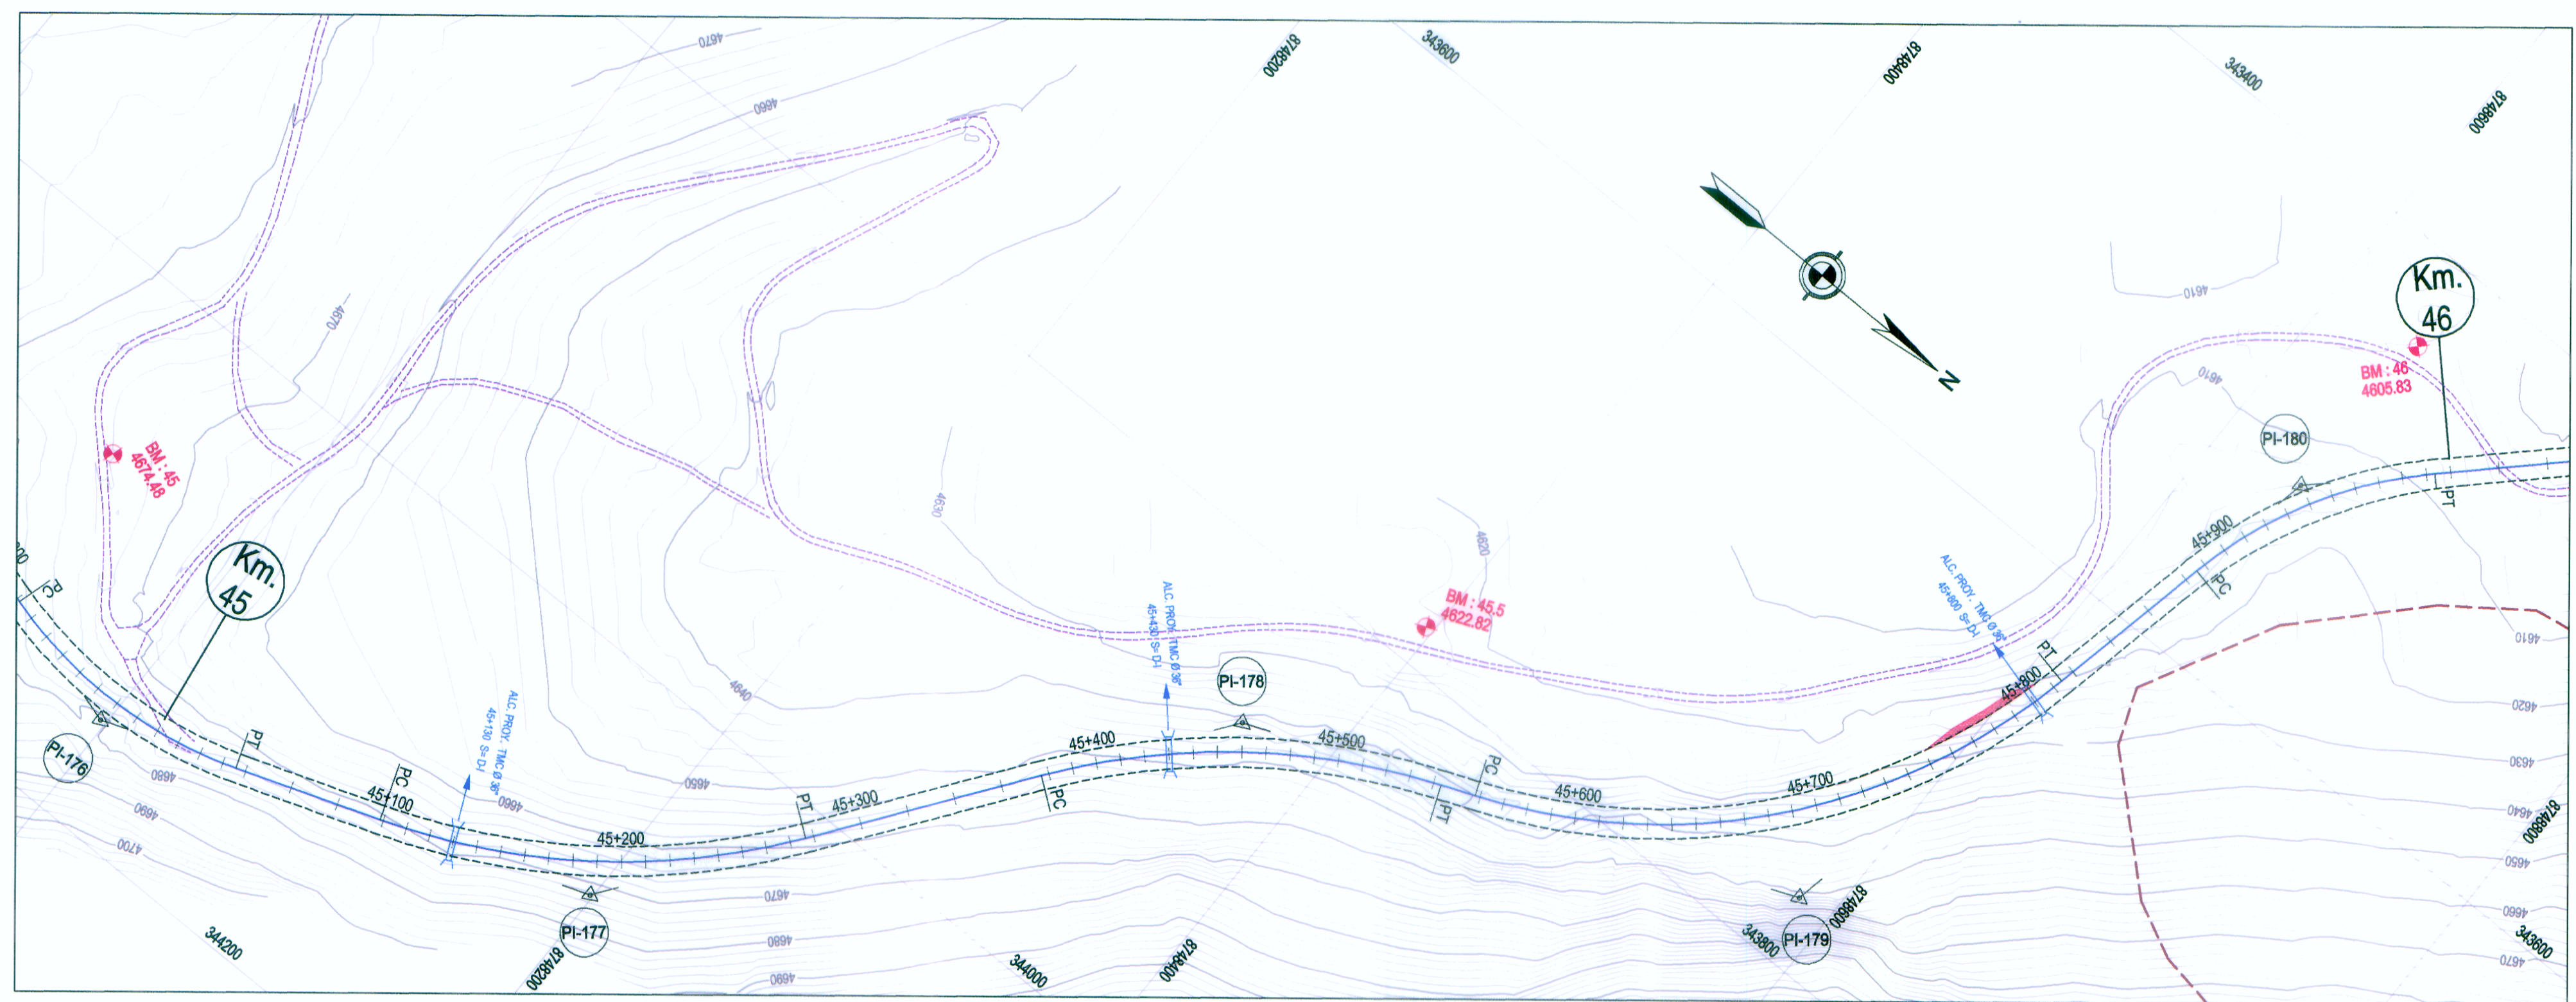 4670
8748200
343600
8748400
343400
8748600
4660
4670
N
4610
Km.
46
BM : 46
4605.83
4610
PI-180
BM : 45
4674.48
Km.
45
00
PC
4630
4620
ALC. PROY. TMC Ø 36"
45+430 S= D-I
BM : 45.5
4622.82
ALC. PROY. TMC Ø 36"
45+800 S= D-I
45+900
PT
PC
PT
45+800
4610
4620
4630
4640
4650
4660
4670
PI-176
4680
4690
4700
PT
PC
45+100
ALC. PROY. TMC Ø 36"
45+130 S= D-I
4660
4640
4650
45+200
PT
45+300
PC
45+400
PI-178
45+500
PC
PT
45+600
45+700
4670
4680
4690
PI-177
PI-179
344200
8748200
344000
8748400
343800
8748600
8748800
343600